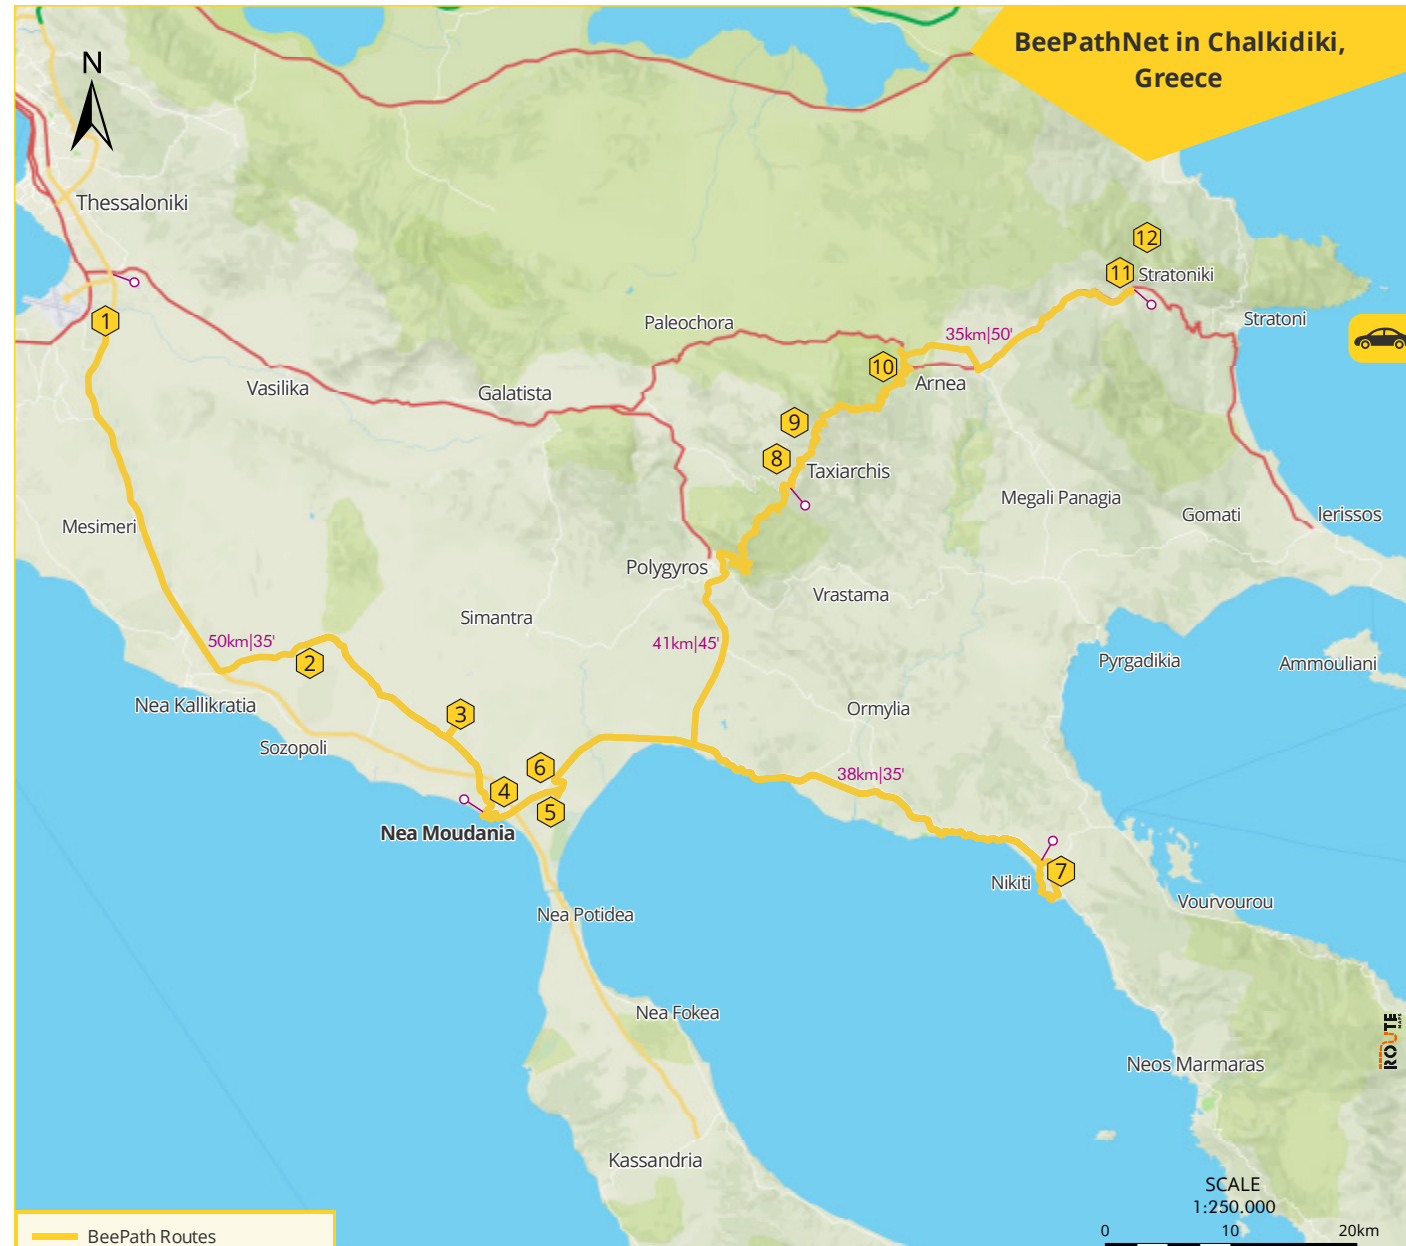 BeePathNet in Chalkidiki,
Greece
N
Thessaloniki
12
11
Stratoniki
1
Paleochora
35km|50'
Stratoni
10
Arnea
Vasilika
Galatista
9
8
Taxiarchis
Megali Panagia
Gomati
Ierissos
Mesimeri
Polygyros
Vrastama
Simantra
50km|35'
41km|45'
2
Pyrgadikia
Ammouliani
Nea Kallikratia
3
Ormylia
Sozopoli
6
38km|35'
4
5
Nea Moudania
7
Nikiti
Vourvourou
Nea Potidea
Nea Fokea
ROUTE
MAPS
Neos Marmaras
Kassandria
SCALE
1:250.000
0 10 20km
BeePath Routes